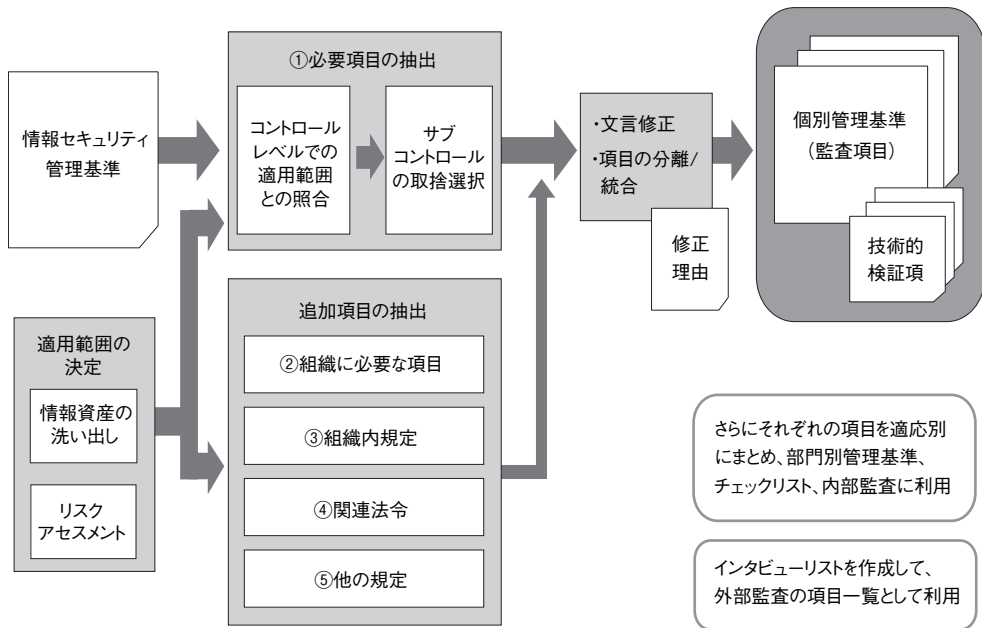 情報セキュリティ
管理基準
①必要項目の抽出
コントロール
レベルでの
適用範囲
との照合
サブ
コントロール
の取捨選択
・文言修正
・項目の分離/
統合
修正
理由
個別管理基準
（監査項目）
技術的
検証項
適用範囲の
決定
情報資産の
洗い出し
リスク
アセスメント
追加項目の抽出
②組織に必要な項目
③組織内規定
④関連法令
⑤他の規定
さらにそれぞれの項目を適応別
にまとめ、部門別管理基準、
チェックリスト、内部監査に利用
インタビューリストを作成して、
外部監査の項目一覧として利用